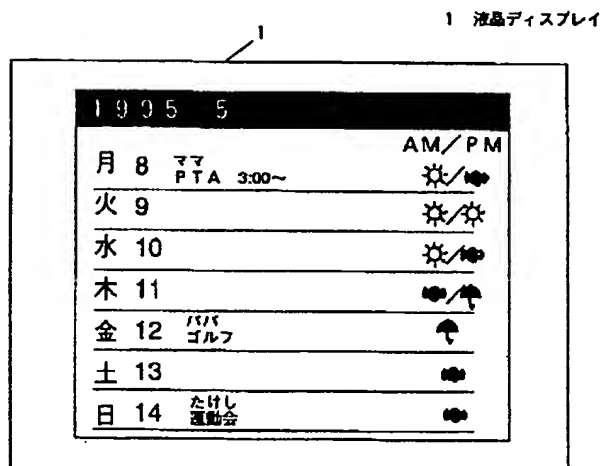 1 液晶ディスプレイ
1
1995 5
AM/PM
月 8 ママ
PTA 3:00~
火 9
水 10
木 11
金 12 パパ
ゴルフ
土 13
日 14 たけし
運動会